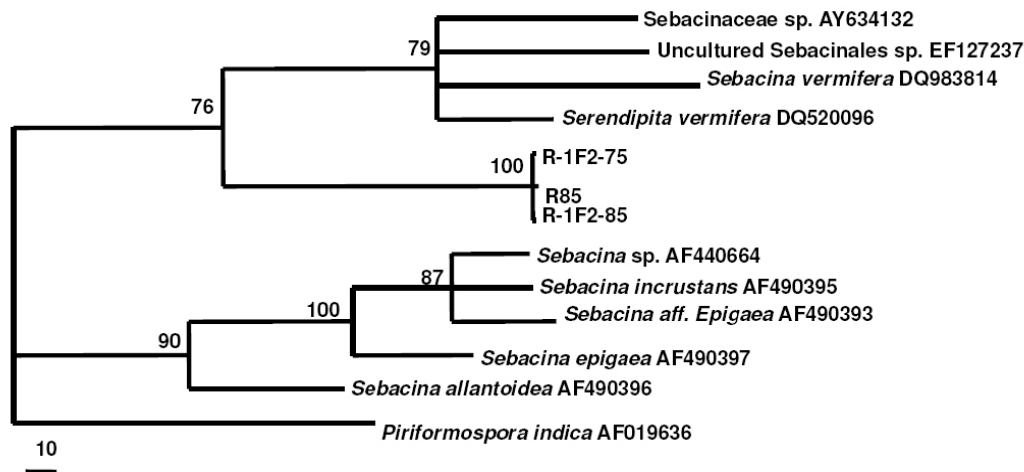 Sebacinaceae sp. AY634132
79
Uncultured Sebacinales sp. EF127237
Sebacina vermifera DQ983814
76
Serendipita vermifera DQ520096
R-1F2-75
100
R85
R-1F2-85
Sebacina sp. AF440664
87
Sebacina incrustans AF490395
100
Sebacina aff. Epigaea AF490393
90
Sebacina epigaea AF490397
Sebacina allantoidea AF490396
Piriformospora indica AF019636
10